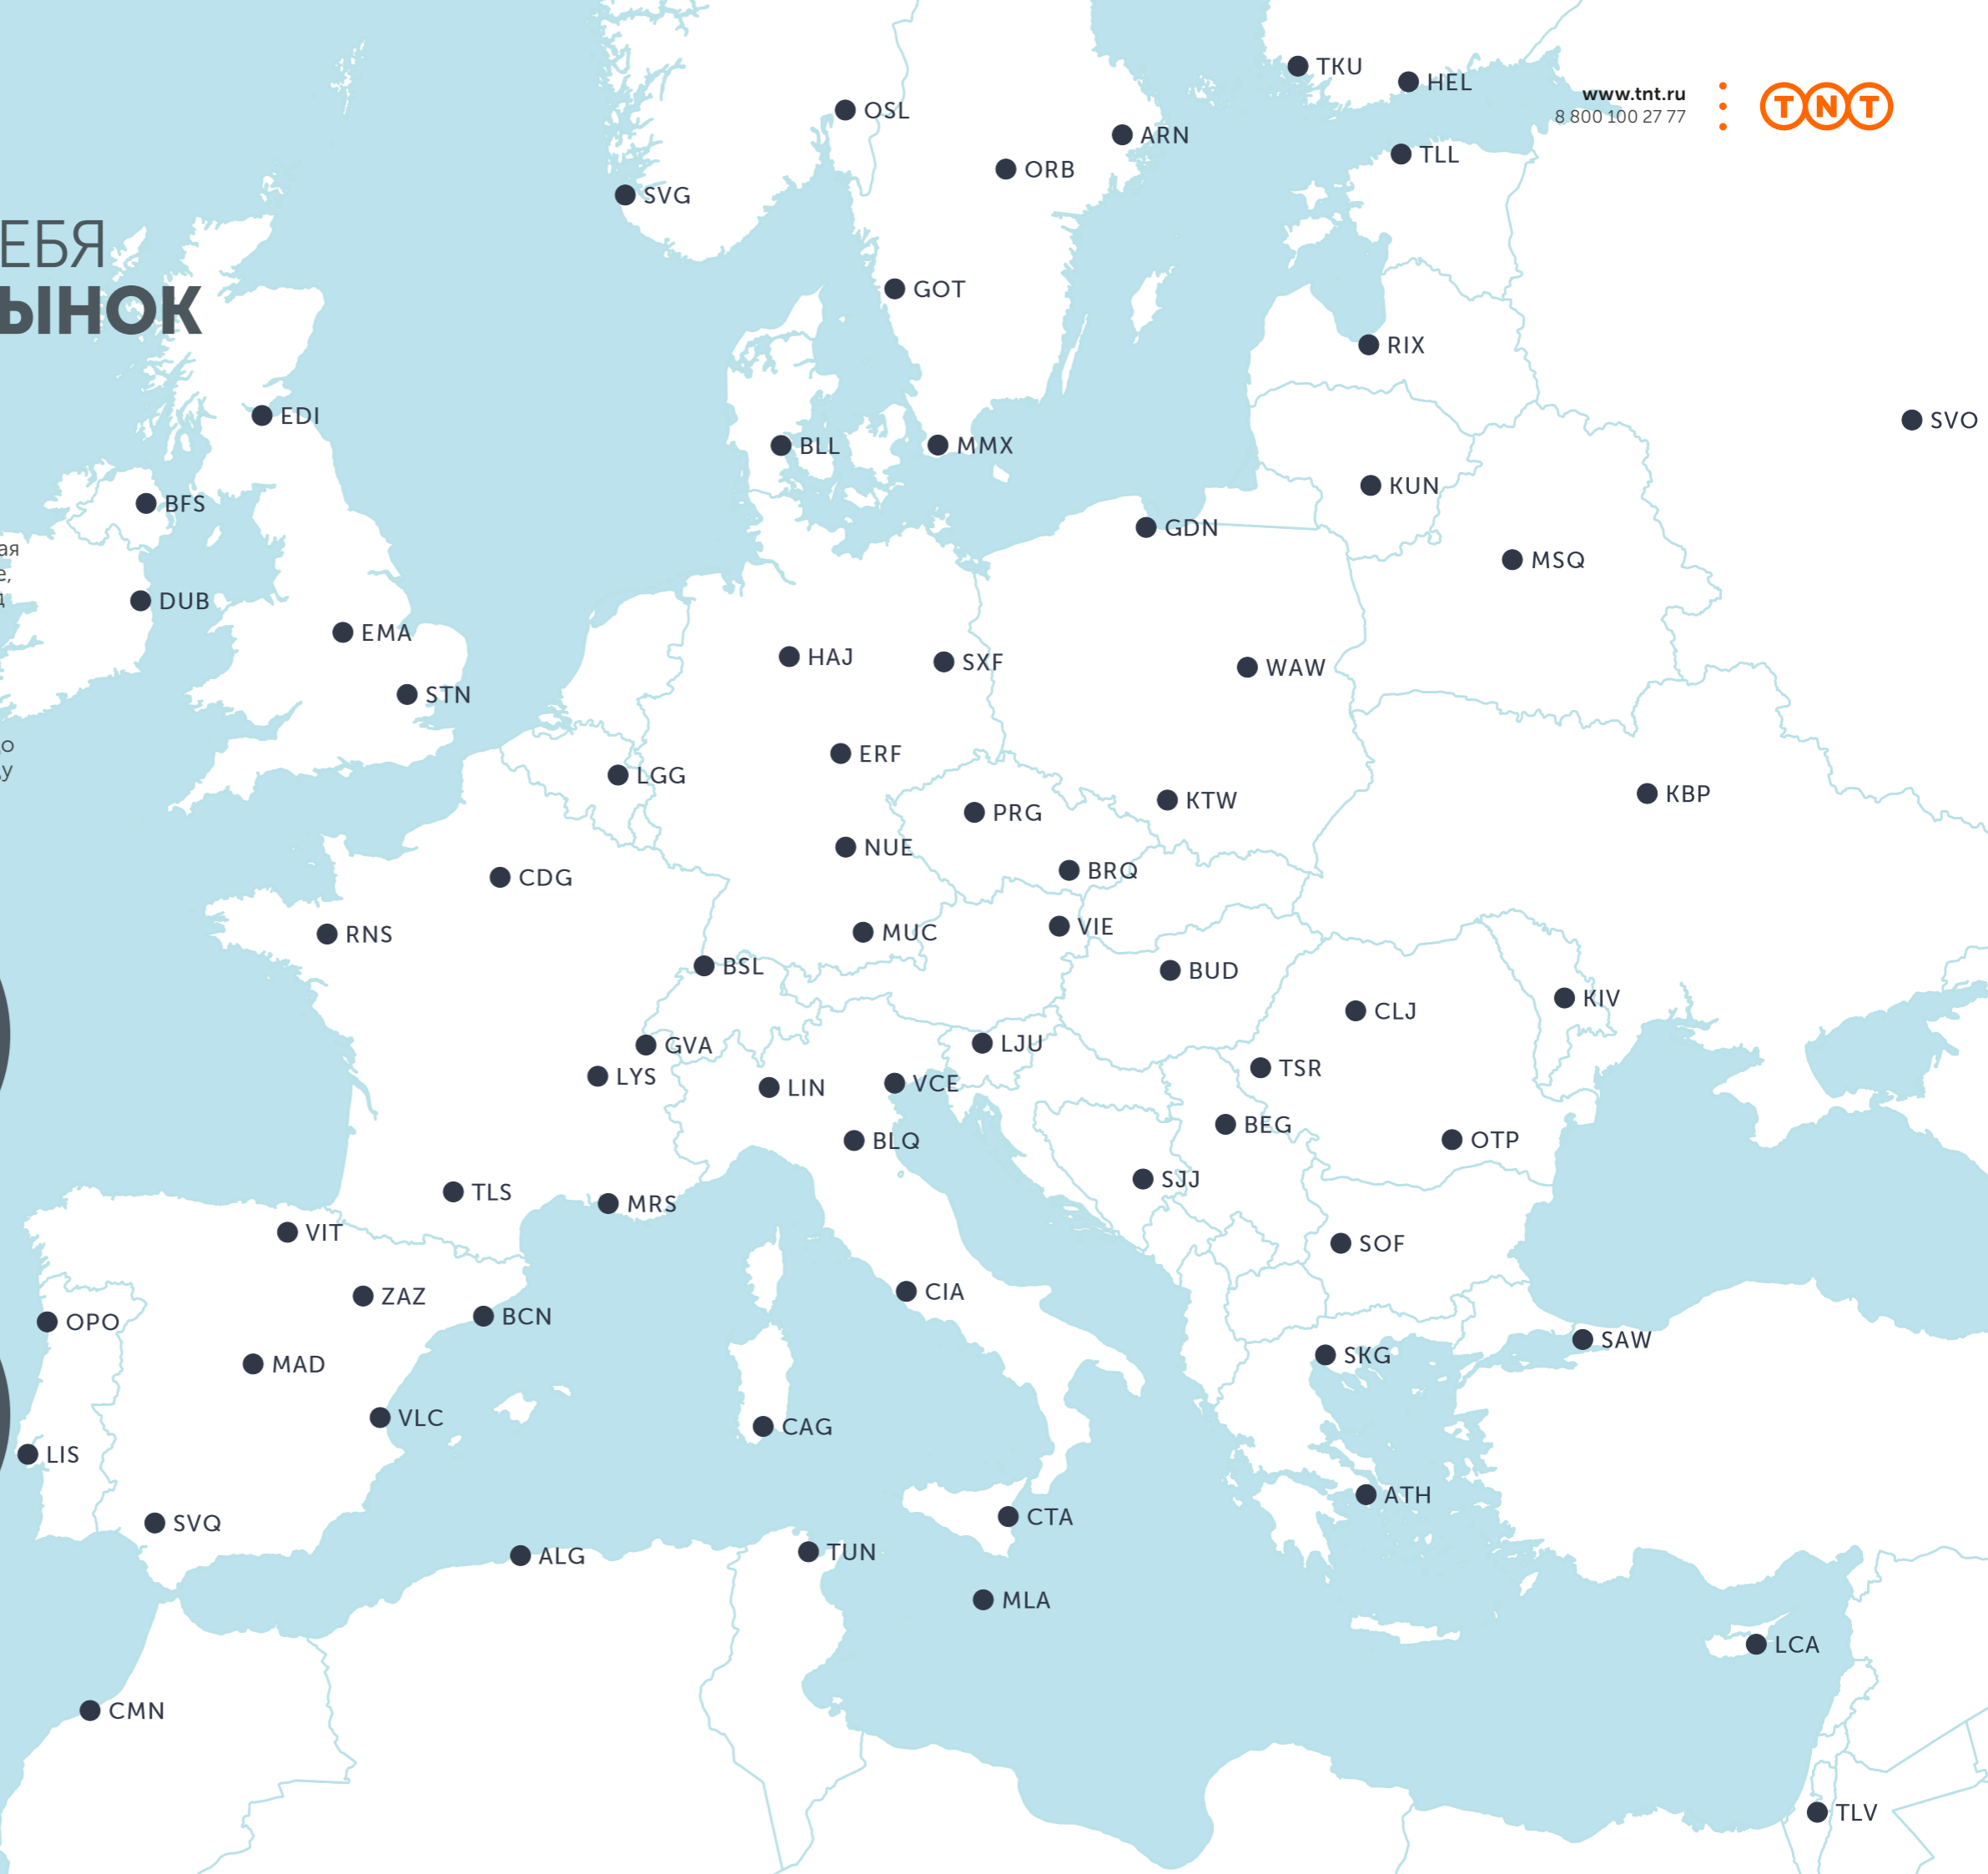 www.tnt.ru
8 800 100 27 77
TNT
ЕБЯ
ЫНОК
ая
е,
до
ду
TKU
HEL
OSL
ARN
TLL
ORB
SVG
GOT
RIX
EDI
SVO
BLL
MMX
KUN
BFS
GDN
MSQ
DUB
EMA
HAJ
SXF
WAW
STN
ERF
LGG
KTW
KBP
PRG
NUE
BRQ
CDG
VIE
MUC
RNS
BSL
BUD
KIV
CLJ
GVA
LJU
TSR
LYS
VCE
LIN
BEG
OTP
BLQ
SJJ
TLS
MRS
VIT
SOF
CIA
ZAZ
BCN
OPO
SAW
SKG
MAD
VLC
CAG
LIS
ATH
CTA
SVQ
TUN
ALG
MLA
LCA
CMN
TLV